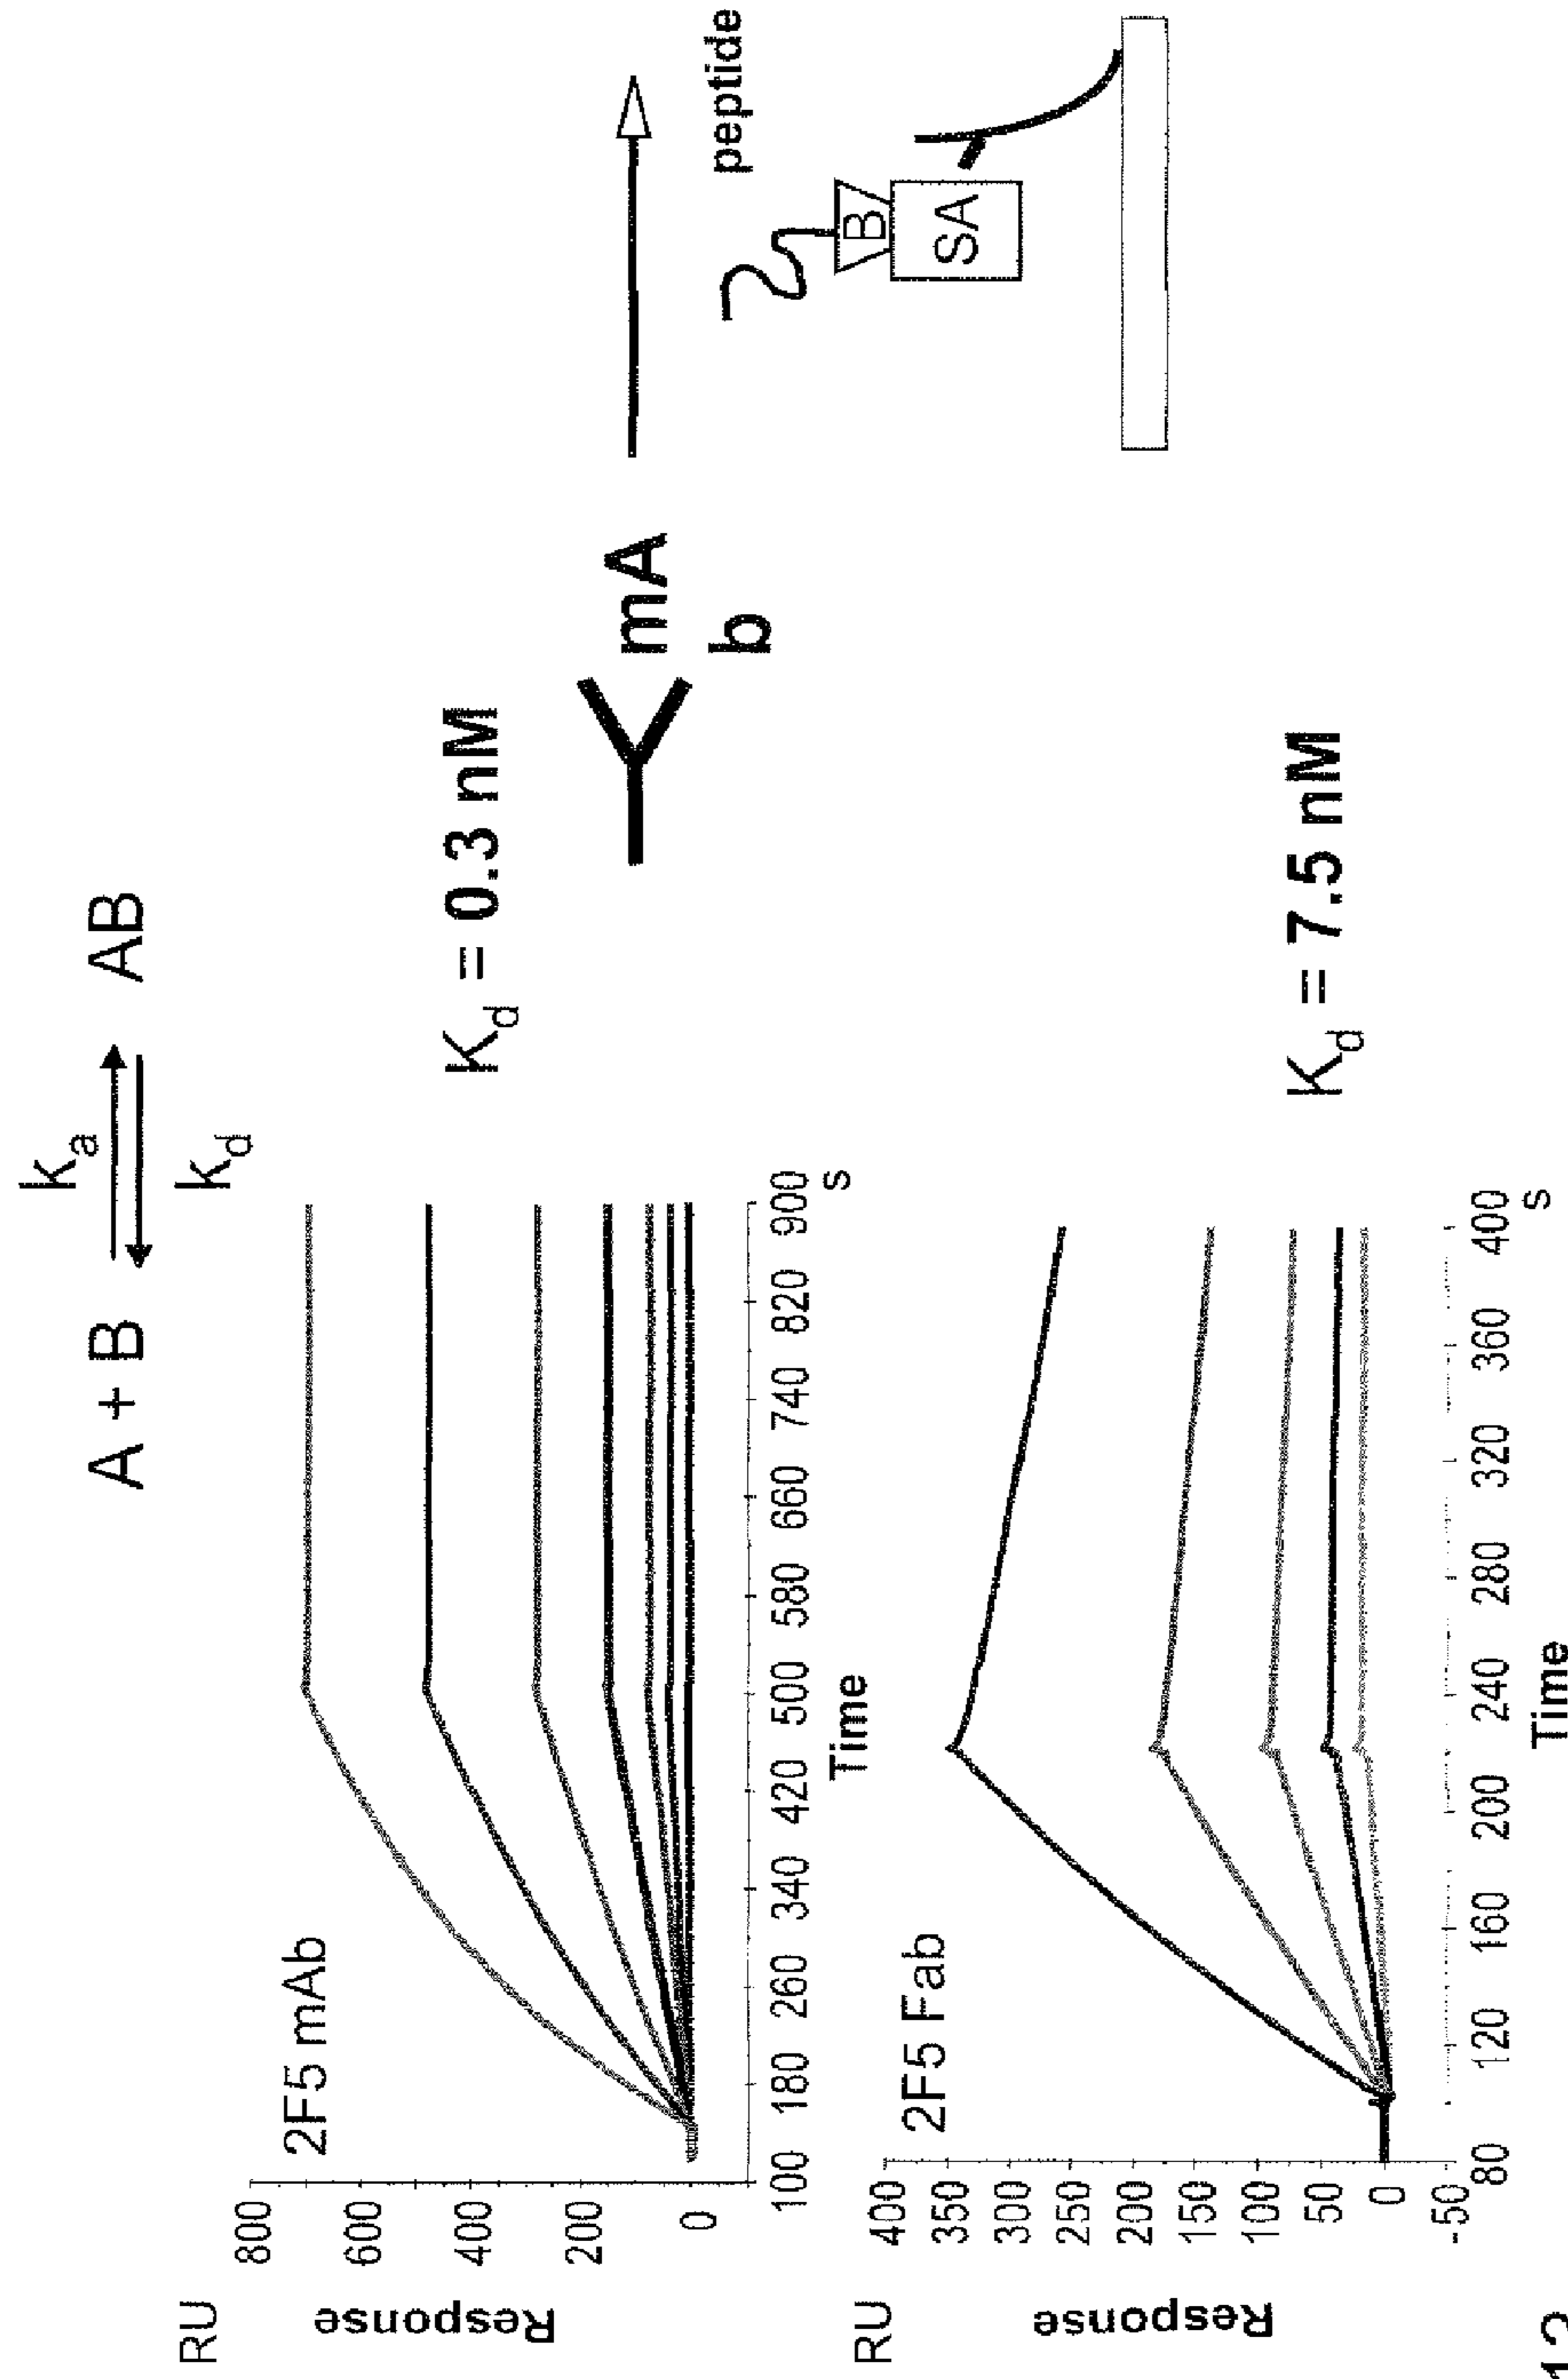 k_a
A + B AB
k_d
RU
2F5 mAb
Response
800
600
400
200
0
100 180 260 340 420 500 580 660 740 820 900
s
Time
K_d = 0.3 nM
mA
b
peptide
B
SA
RU
2F5 Fab
Response
400
350
300
250
200
150
100
50
0
-50
80 120 160 200 240 280 320 360 400
s
Time
K_d = 7.5 nM